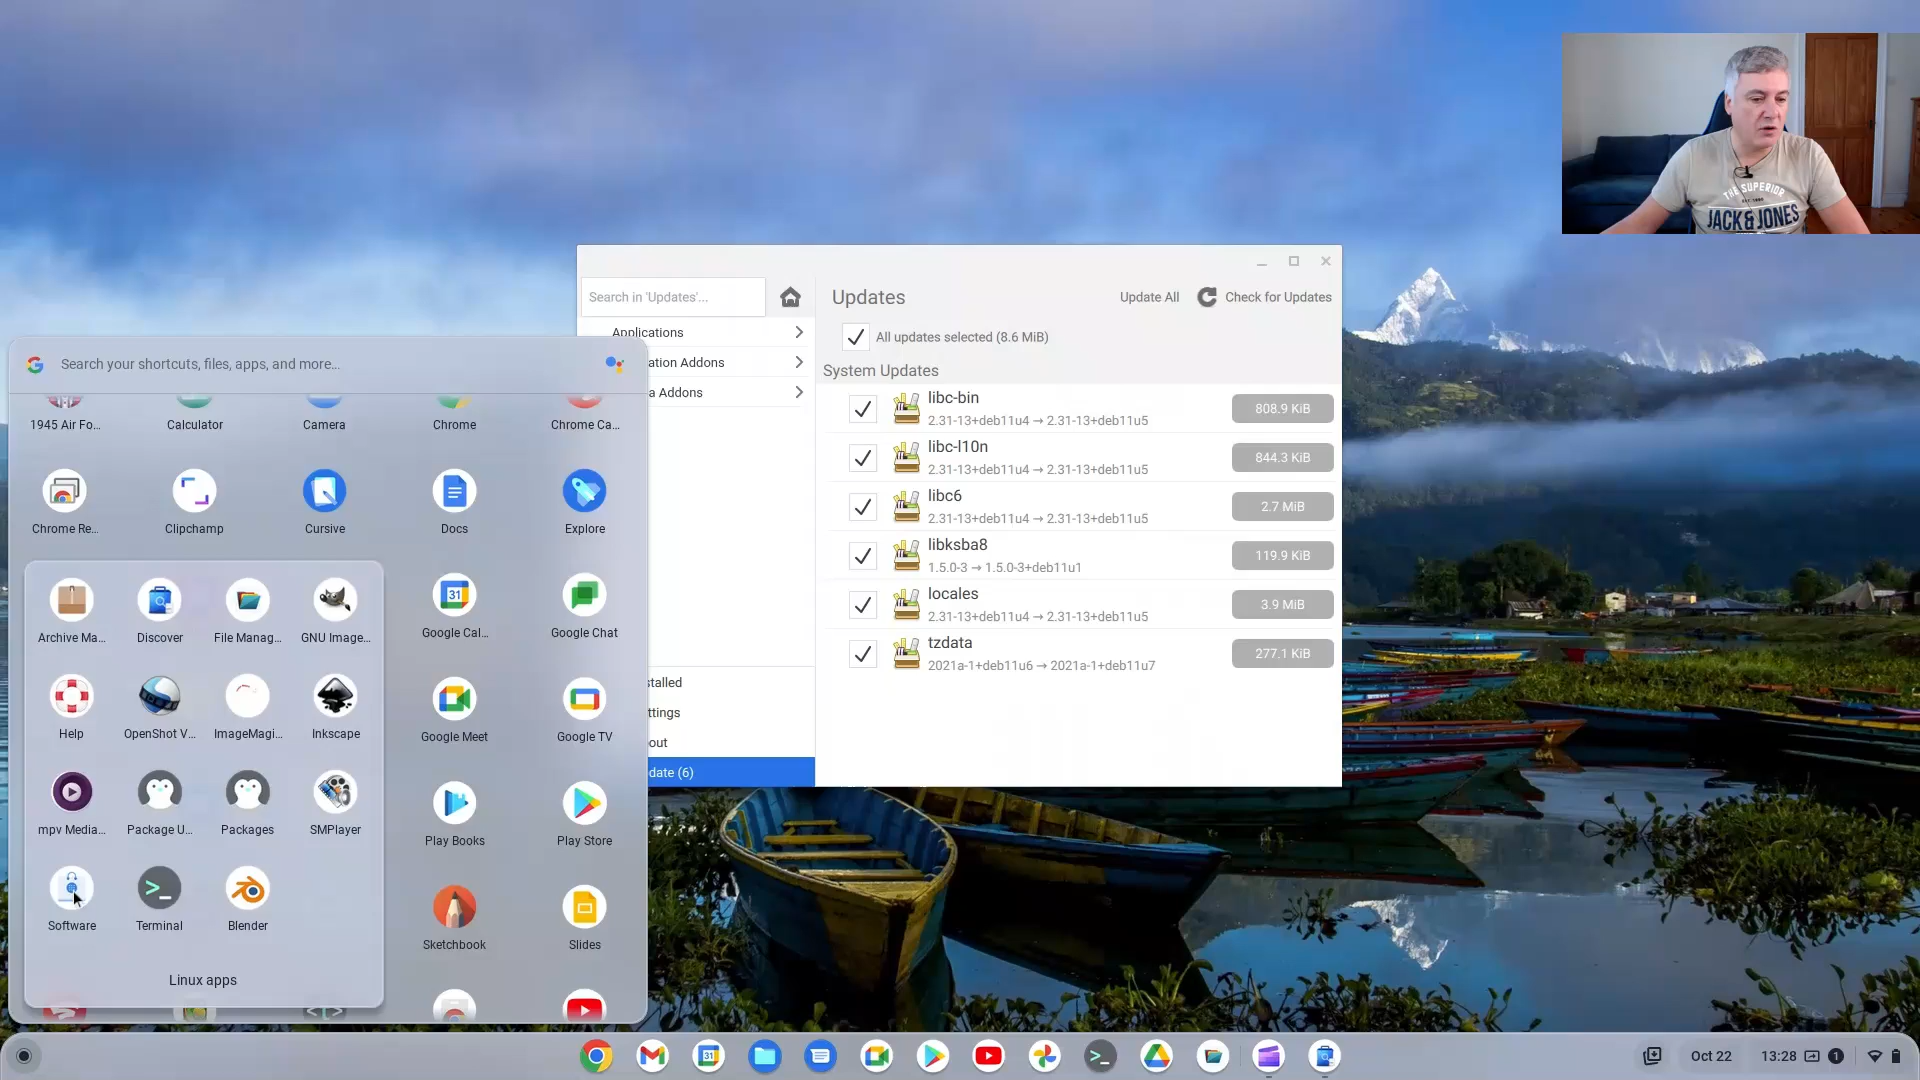 THE SUPERIOR
JACK & JONES
Search in 'Updates'...
Updates
Update All
Check for Updates
Applications
All updates selected (8.6 MiB)
ation Addons
a Addons
System Updates
libc-bin
2.31-13+deb11u4 → 2.31-13+deb11u5
808.9 KiB
libc-l10n
2.31-13+deb11u4 → 2.31-13+deb11u5
844.3 KiB
libc6
2.31-13+deb11u4 → 2.31-13+deb11u5
2.7 MiB
libksba8
1.5.0-3 → 1.5.0-3+deb11u1
119.9 KiB
locales
2.31-13+deb11u4 → 2.31-13+deb11u5
3.9 MiB
tzdata
2021a-1+deb11u6 → 2021a-1+deb11u7
277.1 KiB
stalled
ttings
out
date (6)
Search your shortcuts, files, apps, and more...
1945 Air Fo...
Calculator
Camera
Chrome
Chrome Ca...
Chrome Re...
Clipchamp
Cursive
Docs
Explore
Archive Ma...
Discover
File Manag...
GNU Image...
31
Google Cal...
Google Chat
Help
OpenShot V...
ImageMagi...
Inkscape
Google Meet
Google TV
mpv Media...
Package U...
Packages
SMPlayer
Play Books
Play Store
Software
Terminal
Blender
Sketchbook
Slides
Linux apps
31
Oct 22
13:28
1